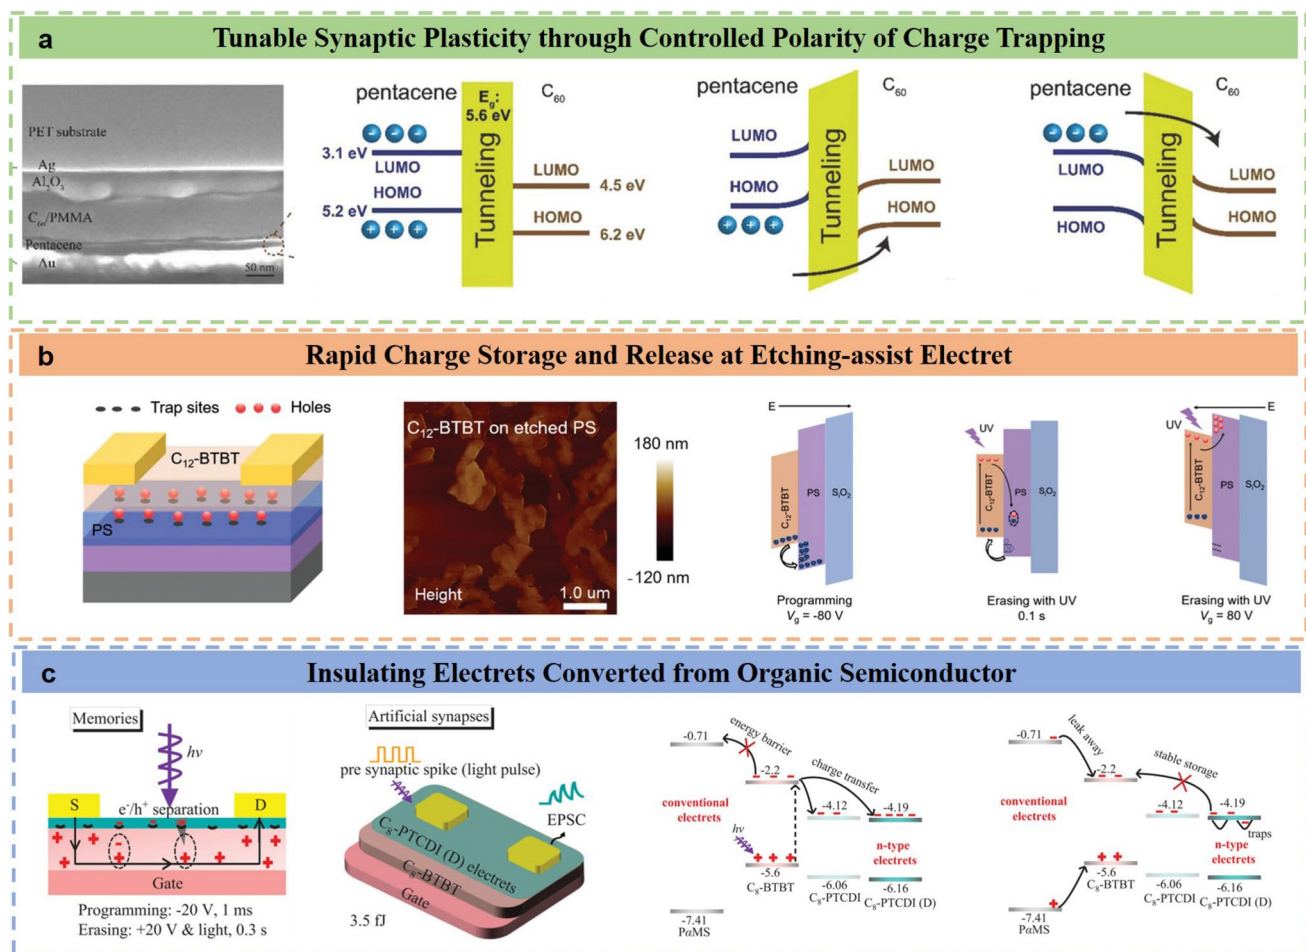 a
Tunable Synaptic Plasticity through Controlled Polarity of Charge Trapping
PET substrate
Ag
Al₂O₃
C₆₀/PMMA
Pentacene
Au
50 nm
pentacene
Eg:
5.6 eV
C₆₀
3.1 eV
LUMO
HOMO
5.2 eV
Tunneling
LUMO
4.5 eV
HOMO
6.2 eV
pentacene
C₆₀
LUMO
HOMO
Tunneling
LUMO
HOMO
pentacene
C₆₀
LUMO
HOMO
Tunneling
LUMO
HOMO
b
Rapid Charge Storage and Release at Etching-assist Electret
Trap sites
Holes
C₁₂-BTBT
PS
C₁₂-BTBT on etched PS
Height
1.0 um
180 nm
-120 nm
E
C₁₂-BTBT
PS
SᵢO₂
Programming
Vg = -80 V
UV
C₁₂-BTBT
PS
SᵢO₂
Erasing with UV
0.1 s
E
UV
C₁₂-BTBT
PS
SᵢO₂
Erasing with UV
Vg = 80 V
c
Insulating Electrets Converted from Organic Semiconductor
Memories
hv
S
e⁻/h⁺ separation
D
Gate
Programming: -20 V, 1 ms
Erasing: +20 V & light, 0.3 s
Artificial synapses
pre synaptic spike (light pulse)
EPSC
C₈-PTCDI (D) electrets
C₈-BTBT
Gate
3.5 fJ
-0.71
energy barrier
-2.2
charge transfer
-4.12
-4.19
conventional
electrets
n-type
electrets
hv
-5.6
C₈-BTBT
-6.06
C₈-PTCDI
-6.16
C₈-PTCDI (D)
-7.41
PαMS
-0.71
leak away
-2.2
stable storage
-4.12
-4.19
traps
conventional
electrets
n-type
electrets
-5.6
C₈-BTBT
-6.06
C₈-PTCDI
-6.16
C₈-PTCDI (D)
-7.41
PαMS